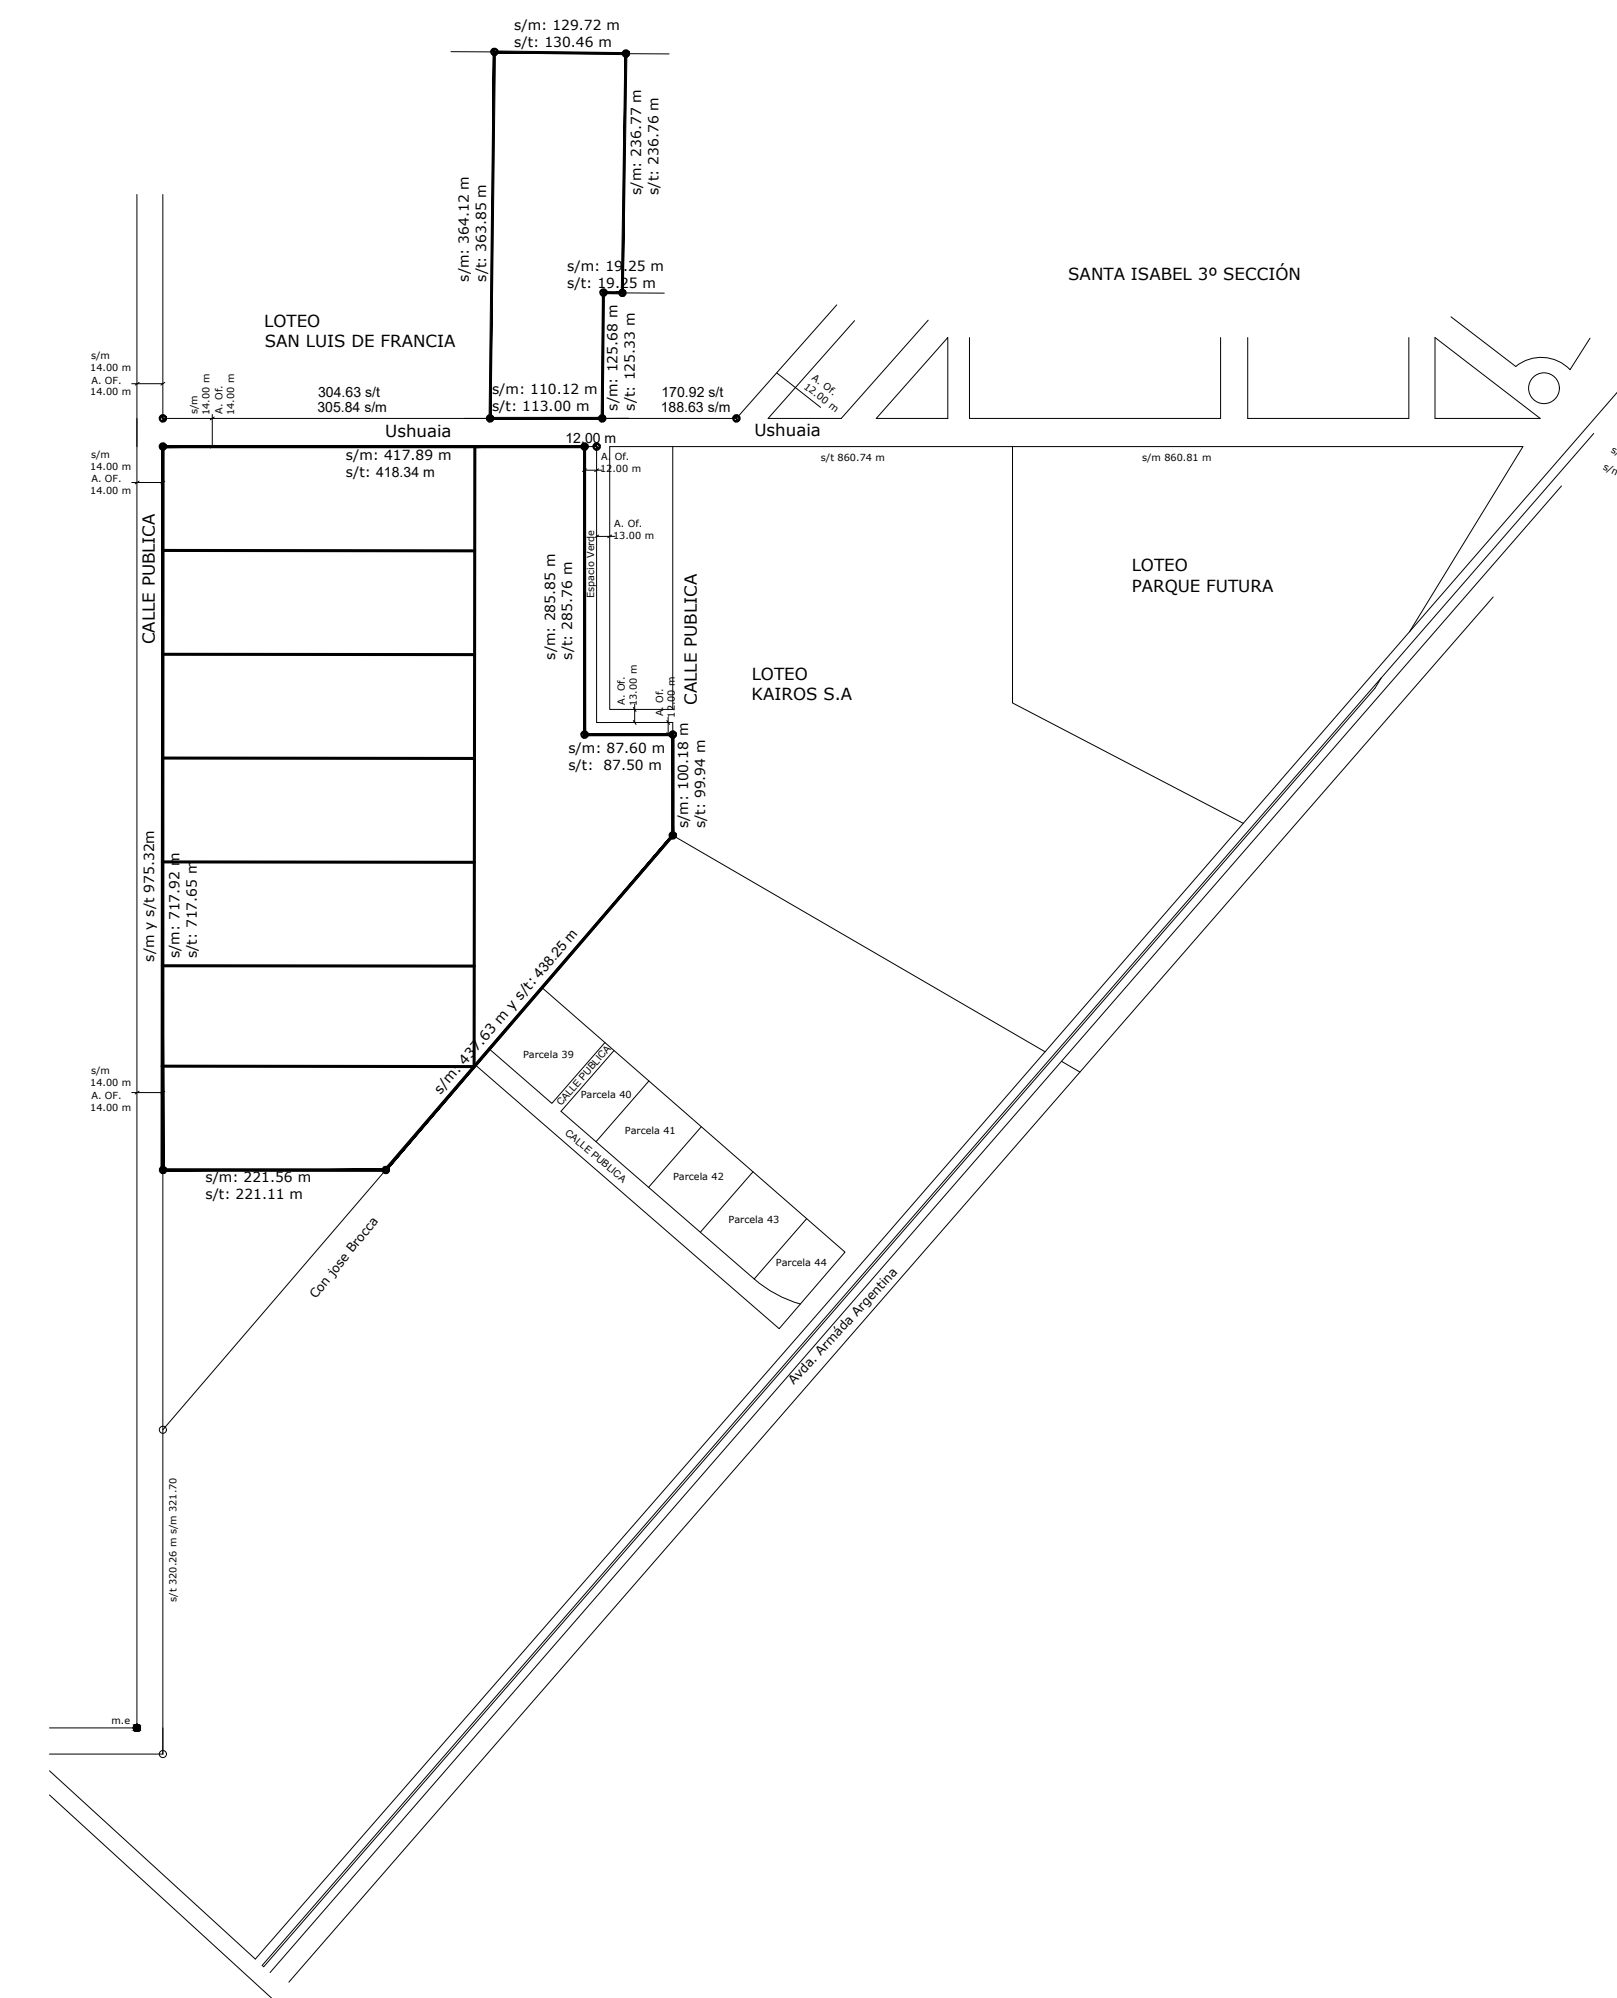 s/m: 129.72 m
s/t: 130.46 m
s/m: 236.77 m
s/t: 236.76 m
s/m: 364.12 m
s/t: 363.85 m
s/m: 19.25 m
s/t: 19.25 m
SANTA ISABEL 3º SECCIÓN
LOTEO
SAN LUIS DE FRANCIA
s/m: 125.68 m
s/t: 125.33 m
s/m
14.00 m
A. OF.
14.00 m
s/m
14.00 m
A. Of.
14.00 m
304.63 s/t
305.84 s/m
s/m: 110.12 m
s/t: 113.00 m
170.92 s/t
188.63 s/m
A. Of.
12.00 m
Ushuaia
12.00 m
Ushuaia
s/m: 417.89 m
s/t: 418.34 m
s/m
14.00 m
A. OF.
14.00 m
A. Of.
12.00 m
s/t 860.74 m
s/m 860.81 m
A. Of.
13.00 m
Espacio Verde
CALLE PUBLICA
s/m: 285.85 m
s/t: 285.76 m
CALLE PUBLICA
LOTEO
PARQUE FUTURA
LOTEO
KAIROS S.A
A. Of.
13.00 m
A. Of.
12.00 m
s/m: 87.60 m
s/t: 87.50 m
s/m: 100.18 m
s/t: 99.94 m
s/m y s/t 975.32m
s/m: 717.92 m
s/t: 717.65 m
s/m: 437.63 m y s/t: 438.25 m
s/m
14.00 m
A. OF.
14.00 m
Parcela 39
CALLE PUBLICA
Parcela 40
Parcela 41
CALLE PUBLICA
Parcela 42
Parcela 43
Parcela 44
s/m: 221.56 m
s/t: 221.11 m
Con jose Brocca
Avda. Armáda Argentina
s/t 320.26 m s/m 321.70
m.e